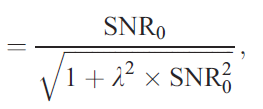 = SNR₀ / √(1 + λ² × SNR₀²),